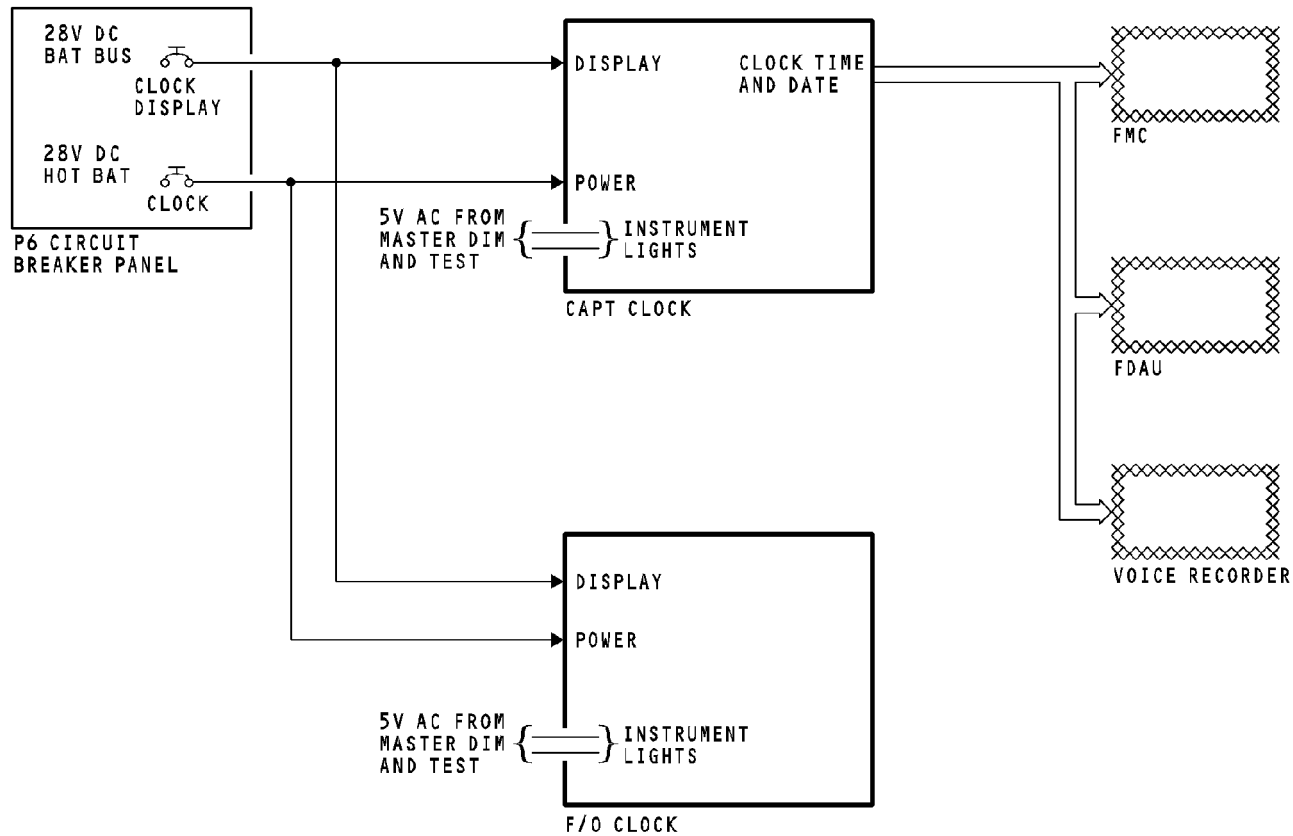 28V DC
BAT BUS
CLOCK
DISPLAY
28V DC
HOT BAT
CLOCK
P6 CIRCUIT
BREAKER PANEL
DISPLAY
CLOCK TIME
AND DATE
POWER
5V AC FROM
MASTER DIM
AND TEST
INSTRUMENT
LIGHTS
CAPT CLOCK
FMC
FDAU
VOICE RECORDER
DISPLAY
POWER
5V AC FROM
MASTER DIM
AND TEST
INSTRUMENT
LIGHTS
F/O CLOCK